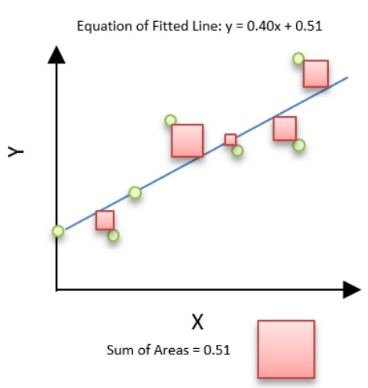 Equation of Fitted Line: y = 0.40x + 0.51
Y
X
Sum of Areas = 0.51